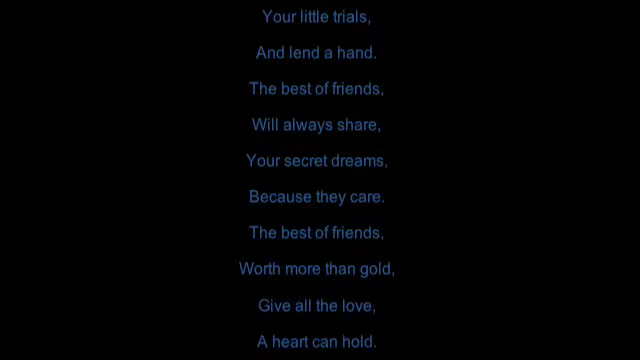 Your little trials,
And lend a hand.
The best of friends,
Will always share,
Your secret dreams,
Because they care.
The best of friends,
Worth more than gold,
Give all the love,
A heart can hold.